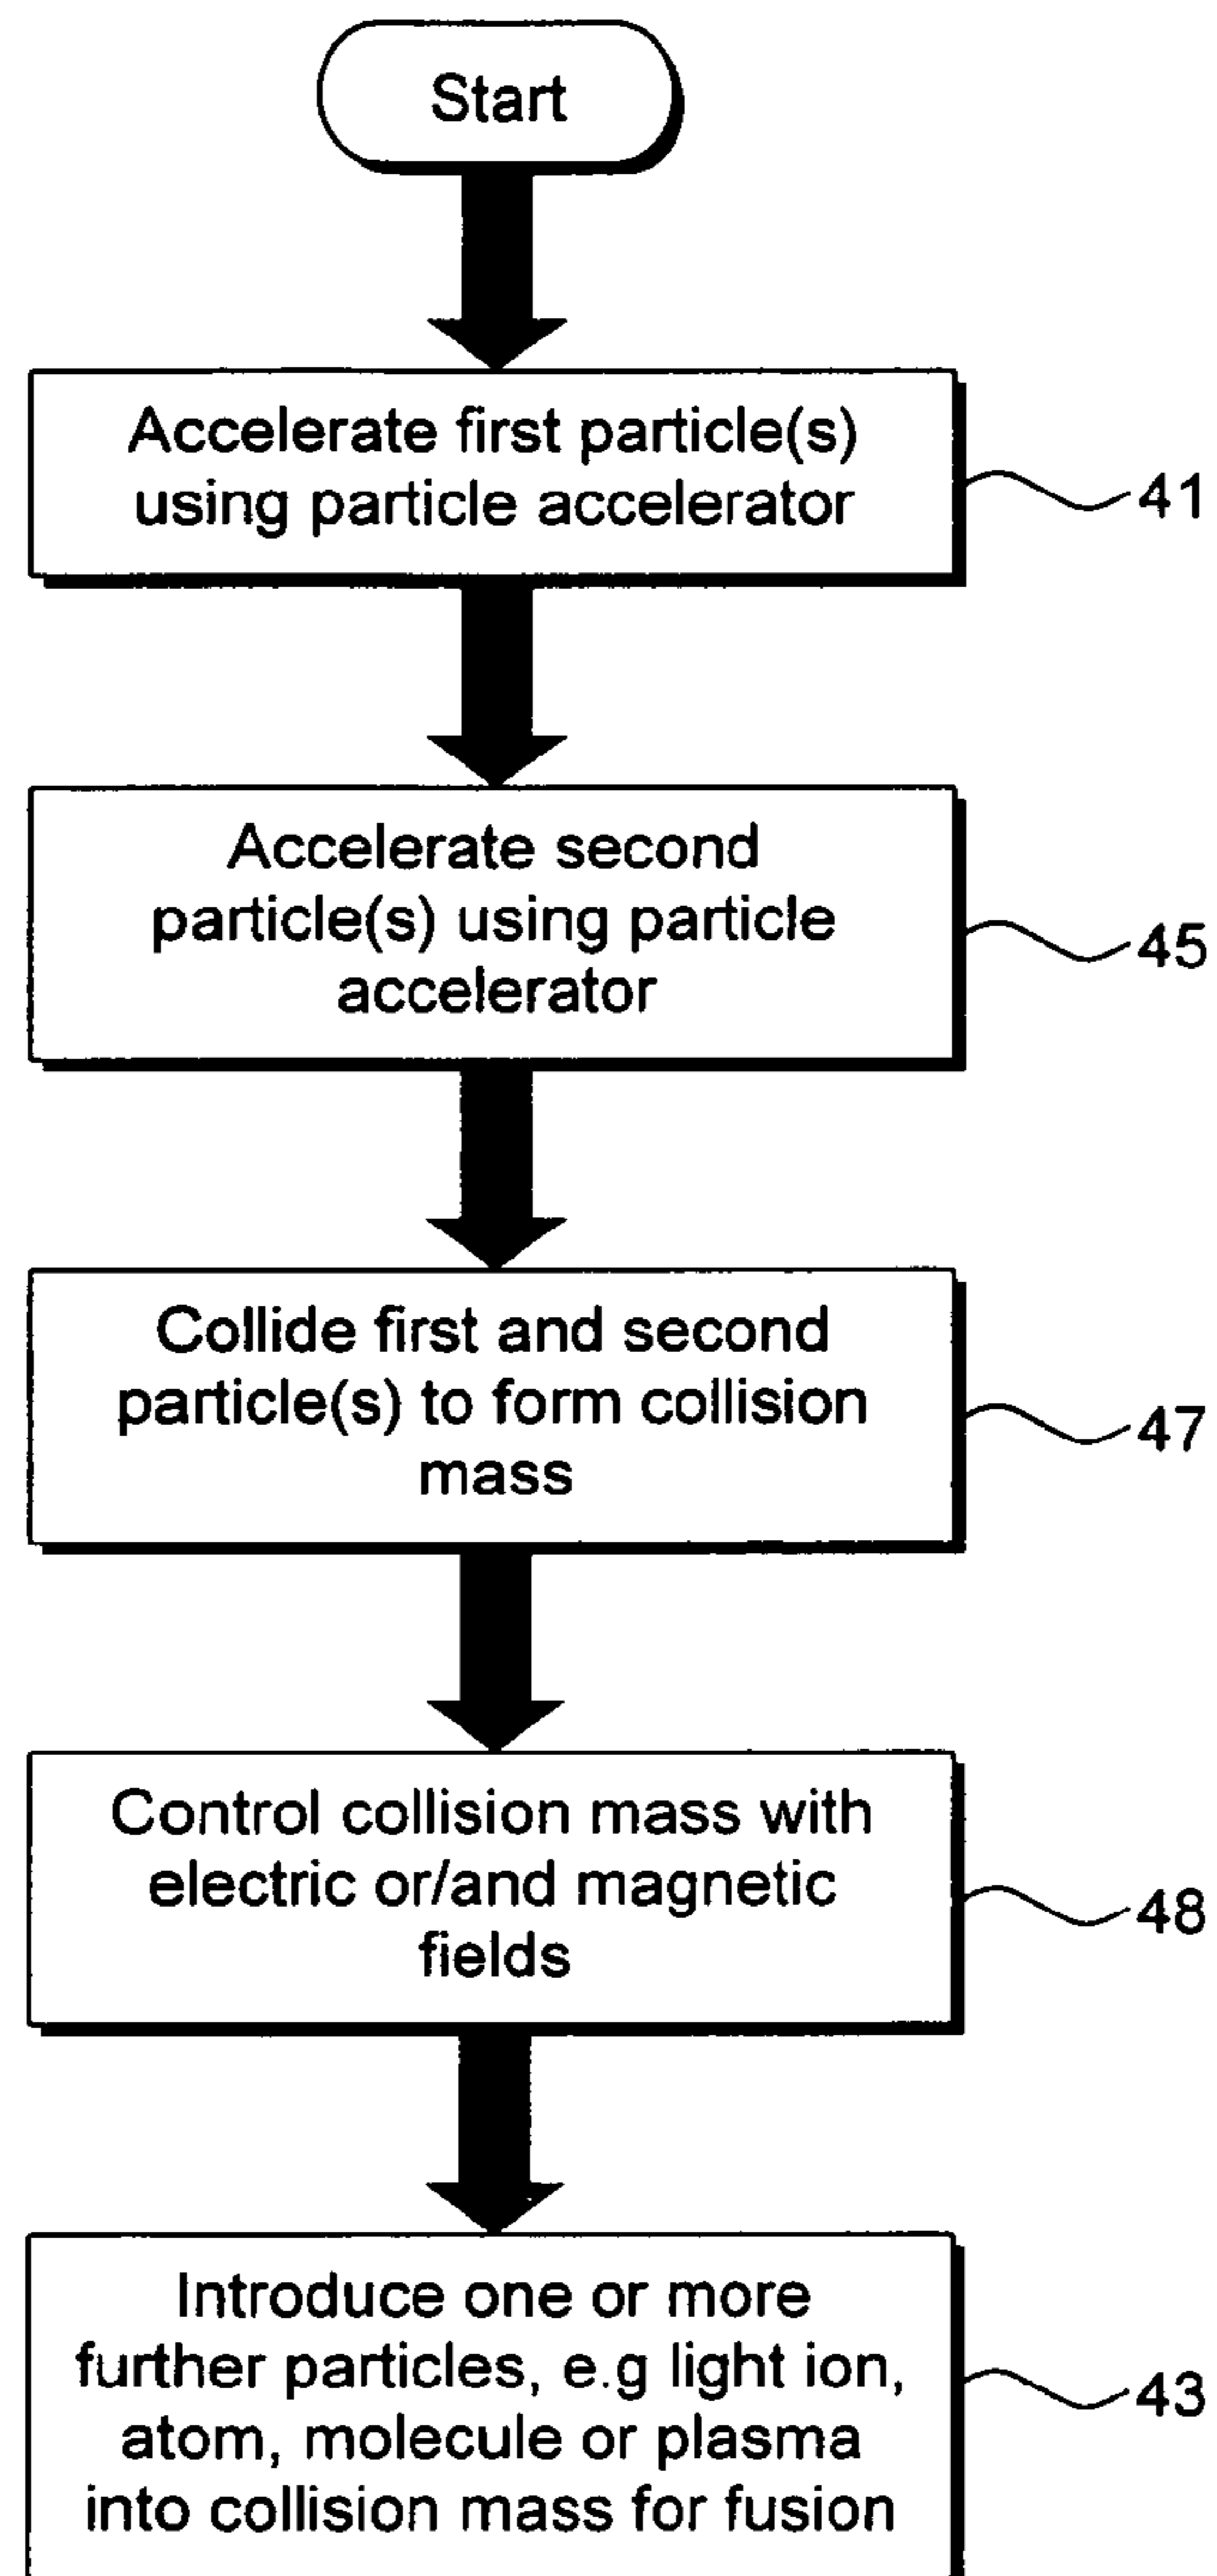 Start
Accelerate first particle(s)
using particle accelerator
41
Accelerate second
particle(s) using particle
accelerator
45
Collide first and second
particle(s) to form collision
mass
47
Control collision mass with
electric or/and magnetic
fields
48
Introduce one or more
further particles, e.g light ion,
atom, molecule or plasma
into collision mass for fusion
43